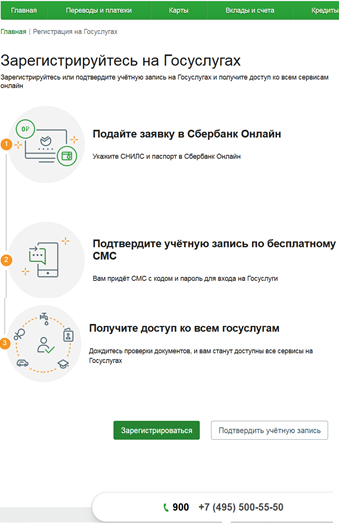 Главная Переводы и платежи Карты Вклады и счета Кредиты
Главная | Регистрация на Госуслугах
Зарегистрируйтесь на Госуслугах
Зарегистрируйтесь или подтвердите учётную запись на Госуслугах и получите доступ ко всем сервисам
онлайн
0₽
1
Подайте заявку в Сбербанк Онлайн
Укажите СНИЛС и паспорт в Сбербанк Онлайн
2
Подтвердите учётную запись по бесплатному
СМС
Вам придёт СМС с кодом и пароль для входа на Госуслуги
3
Получите доступ ко всем госуслугам
Дождитесь проверки документов, и вам станут доступны все сервисы на
Госуслугах
Зарегистрироваться Подтвердить учётную запись
900 +7 (495) 500-55-50